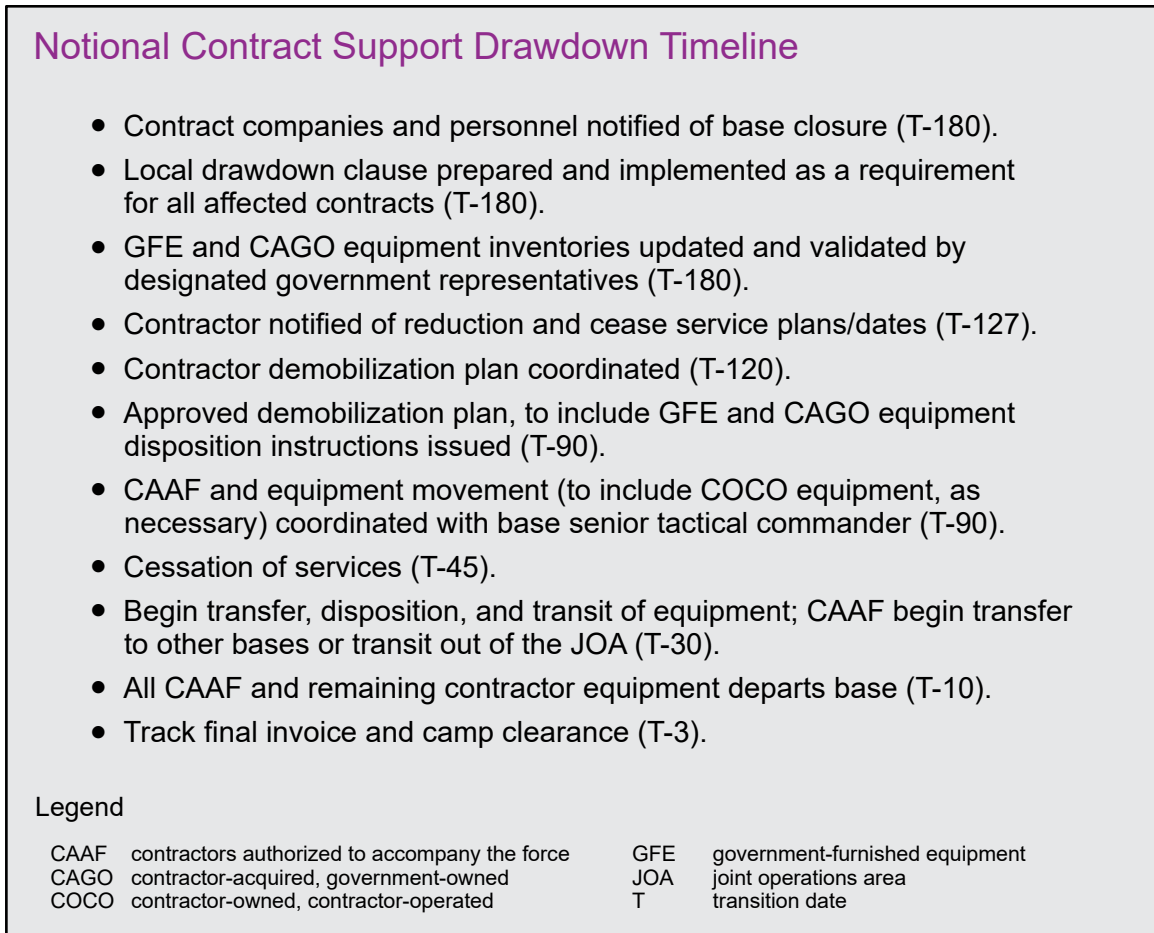 Notional Contract Support Drawdown Timeline
• Contract companies and personnel notified of base closure (T-180).
• Local drawdown clause prepared and implemented as a requirement
for all affected contracts (T-180).
• GFE and CAGO equipment inventories updated and validated by
designated government representatives (T-180).
• Contractor notified of reduction and cease service plans/dates (T-127).
• Contractor demobilization plan coordinated (T-120).
• Approved demobilization plan, to include GFE and CAGO equipment
disposition instructions issued (T-90).
• CAAF and equipment movement (to include COCO equipment, as
necessary) coordinated with base senior tactical commander (T-90).
• Cessation of services (T-45).
• Begin transfer, disposition, and transit of equipment; CAAF begin transfer
to other bases or transit out of the JOA (T-30).
• All CAAF and remaining contractor equipment departs base (T-10).
• Track final invoice and camp clearance (T-3).
Legend
CAAF contractors authorized to accompany the force
CAGO contractor-acquired, government-owned
COCO contractor-owned, contractor-operated
GFE government-furnished equipment
JOA joint operations area
T transition date